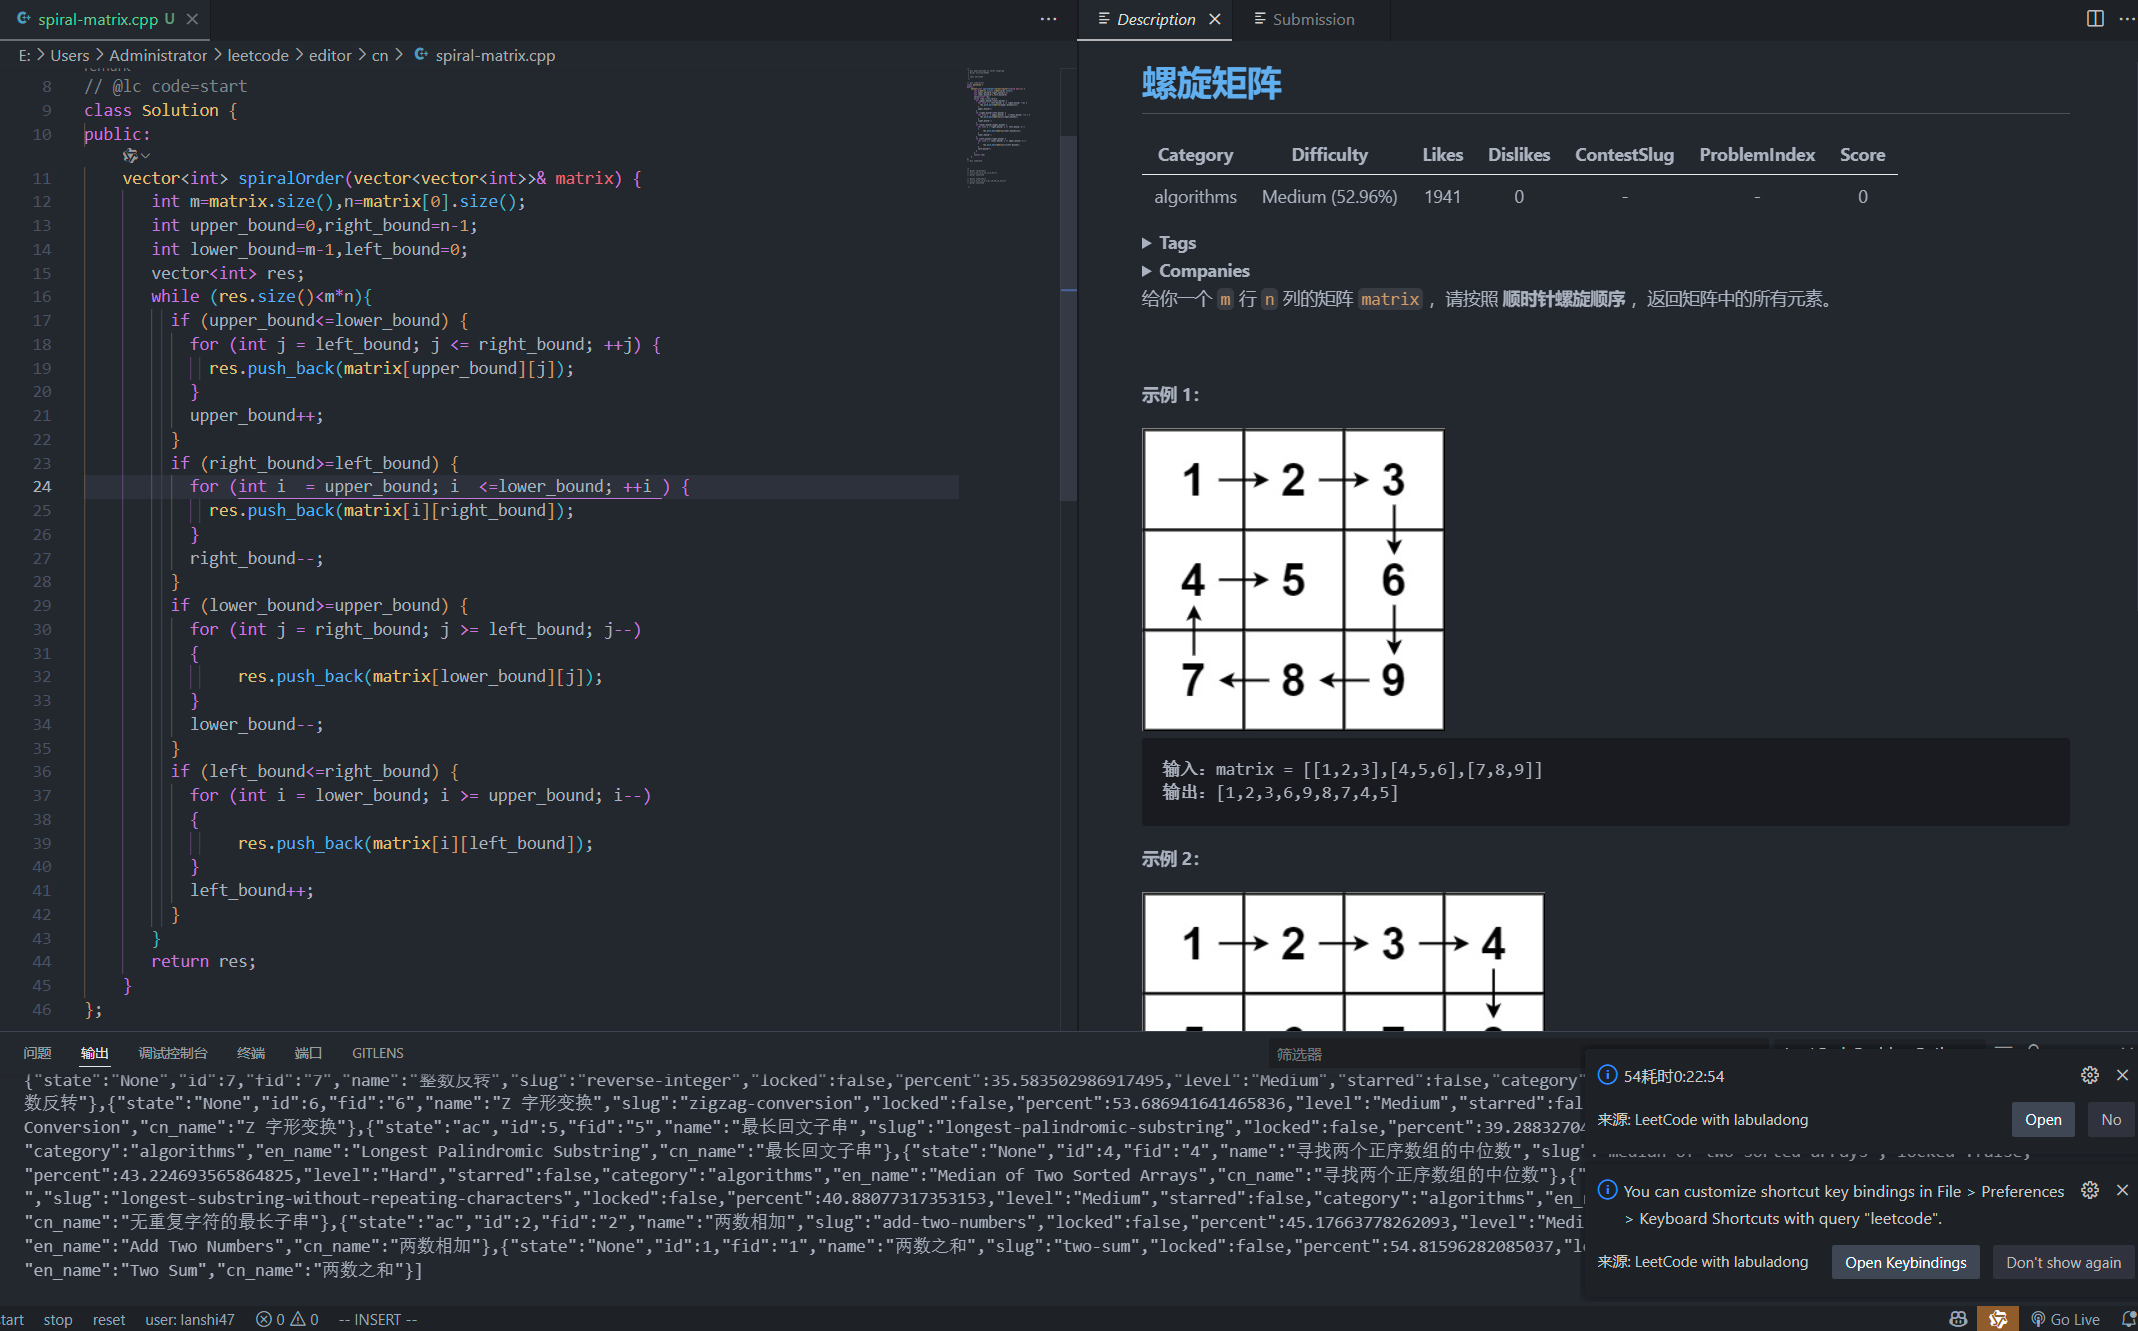 spiral-matrix.cpp U
E: > Users > Administrator > leetcode > editor > cn > spiral-matrix.cpp
8 // @lc code=start
9 class Solution {
10 public:
11 vector<int> spiralOrder(vector<vector<int>>& matrix) {
12 int m=matrix.size(),n=matrix[0].size();
13 int upper_bound=0,right_bound=n-1;
14 int lower_bound=m-1,left_bound=0;
15 vector<int> res;
16 while (res.size()<m*n){
17 if (upper_bound<=lower_bound) {
18 for (int j = left_bound; j <= right_bound; ++j) {
19 res.push_back(matrix[upper_bound][j]);
20 }
21 upper_bound++;
22 }
23 if (right_bound>=left_bound) {
24 for (int i  = upper_bound; i  <=lower_bound; ++i ) {
25 res.push_back(matrix[i][right_bound]);
26 }
27 right_bound--;
28 }
29 if (lower_bound>=upper_bound) {
30 for (int j = right_bound; j >= left_bound; j--)
31 {
32 res.push_back(matrix[lower_bound][j]);
33 }
34 lower_bound--;
35 }
36 if (left_bound<=right_bound) {
37 for (int i = lower_bound; i >= upper_bound; i--)
38 {
39 res.push_back(matrix[i][left_bound]);
40 }
41 left_bound++;
42 }
43 }
44 return res;
45 }
46 };
Description
Submission
螺旋矩阵
Category Difficulty Likes Dislikes ContestSlug ProblemIndex Score
algorithms Medium (52.96%) 1941 0 - - 0
Tags
Companies
给你一个 m 行 n 列的矩阵 matrix ，请按照 顺时针螺旋顺序 ，返回矩阵中的所有元素。
示例 1：
1 2 3
4 5 6
7 8 9
输入：matrix = [[1,2,3],[4,5,6],[7,8,9]]
输出：[1,2,3,6,9,8,7,4,5]
示例 2：
1 2 3 4
问题 输出 调试控制台 终端 端口 GITLENS
筛选器
{"state":"None","id":7,"fid":"7","name":"整数反转","slug":"reverse-integer","locked":false,"percent":35.583502986917495,"level":"Medium","starred":false,"category"
数反转"},{"state":"None","id":6,"fid":"6","name":"Z 字形变换","slug":"zigzag-conversion","locked":false,"percent":53.686941641465836,"level":"Medium","starred":fal
Conversion","cn_name":"Z 字形变换"},{"state":"ac","id":5,"fid":"5","name":"最长回文子串","slug":"longest-palindromic-substring","locked":false,"percent":39.28832704
"category":"algorithms","en_name":"Longest Palindromic Substring","cn_name":"最长回文子串"},{"state":"None","id":4,"fid":"4","name":"寻找两个正序数组的中位数","slug"
"percent":43.224693565864825,"level":"Hard","starred":false,"category":"algorithms","en_name":"Median of Two Sorted Arrays","cn_name":"寻找两个正序数组的中位数"},{"
","slug":"longest-substring-without-repeating-characters","locked":false,"percent":40.88077317353153,"level":"Medium","starred":false,"category":"algorithms","en_
"cn_name":"无重复字符的最长子串"},{"state":"ac","id":2,"fid":"2","name":"两数相加","slug":"add-two-numbers","locked":false,"percent":45.17663778262093,"level":"Medi
"en_name":"Add Two Numbers","cn_name":"两数相加"},{"state":"None","id":1,"fid":"1","name":"两数之和","slug":"two-sum","locked":false,"percent":54.81596282085037,"l
"en_name":"Two Sum","cn_name":"两数之和"}]
54耗时0:22:54
来源: LeetCode with labuladong
Open
No
You can customize shortcut key bindings in File > Preferences
> Keyboard Shortcuts with query "leetcode".
来源: LeetCode with labuladong
Open Keybindings
Don't show again
tart stop reset user: lanshi47 0 0 -- INSERT --
Go Live